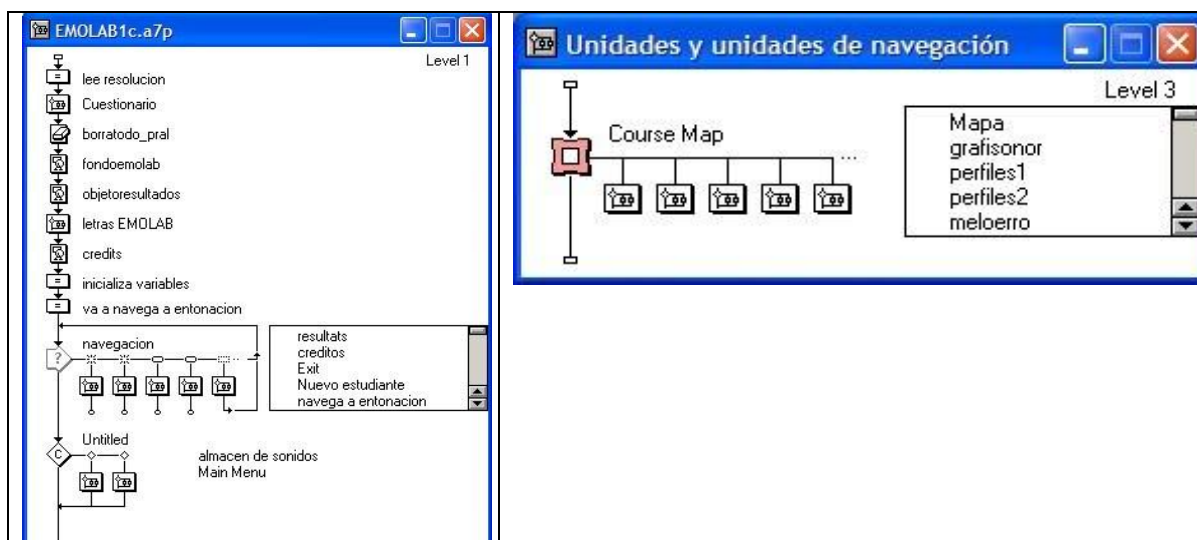 EMOLAB1c.a7p
Level 1
lee resolucion
Cuestionario
borratodo_pral
fondoemolab
objetoresultados
letras EMOLAB
credits
inicializa variables
va a navega a entonacion
navegacion
?
resultats
creditos
Exit
Nuevo estudiante
navega a entonacion
Untitled
C
almacen de sonidos
Main Menu
Unidades y unidades de navegación
Level 3
Course Map
...
Mapa
grafisonor
perfiles1
perfiles2
meloerro